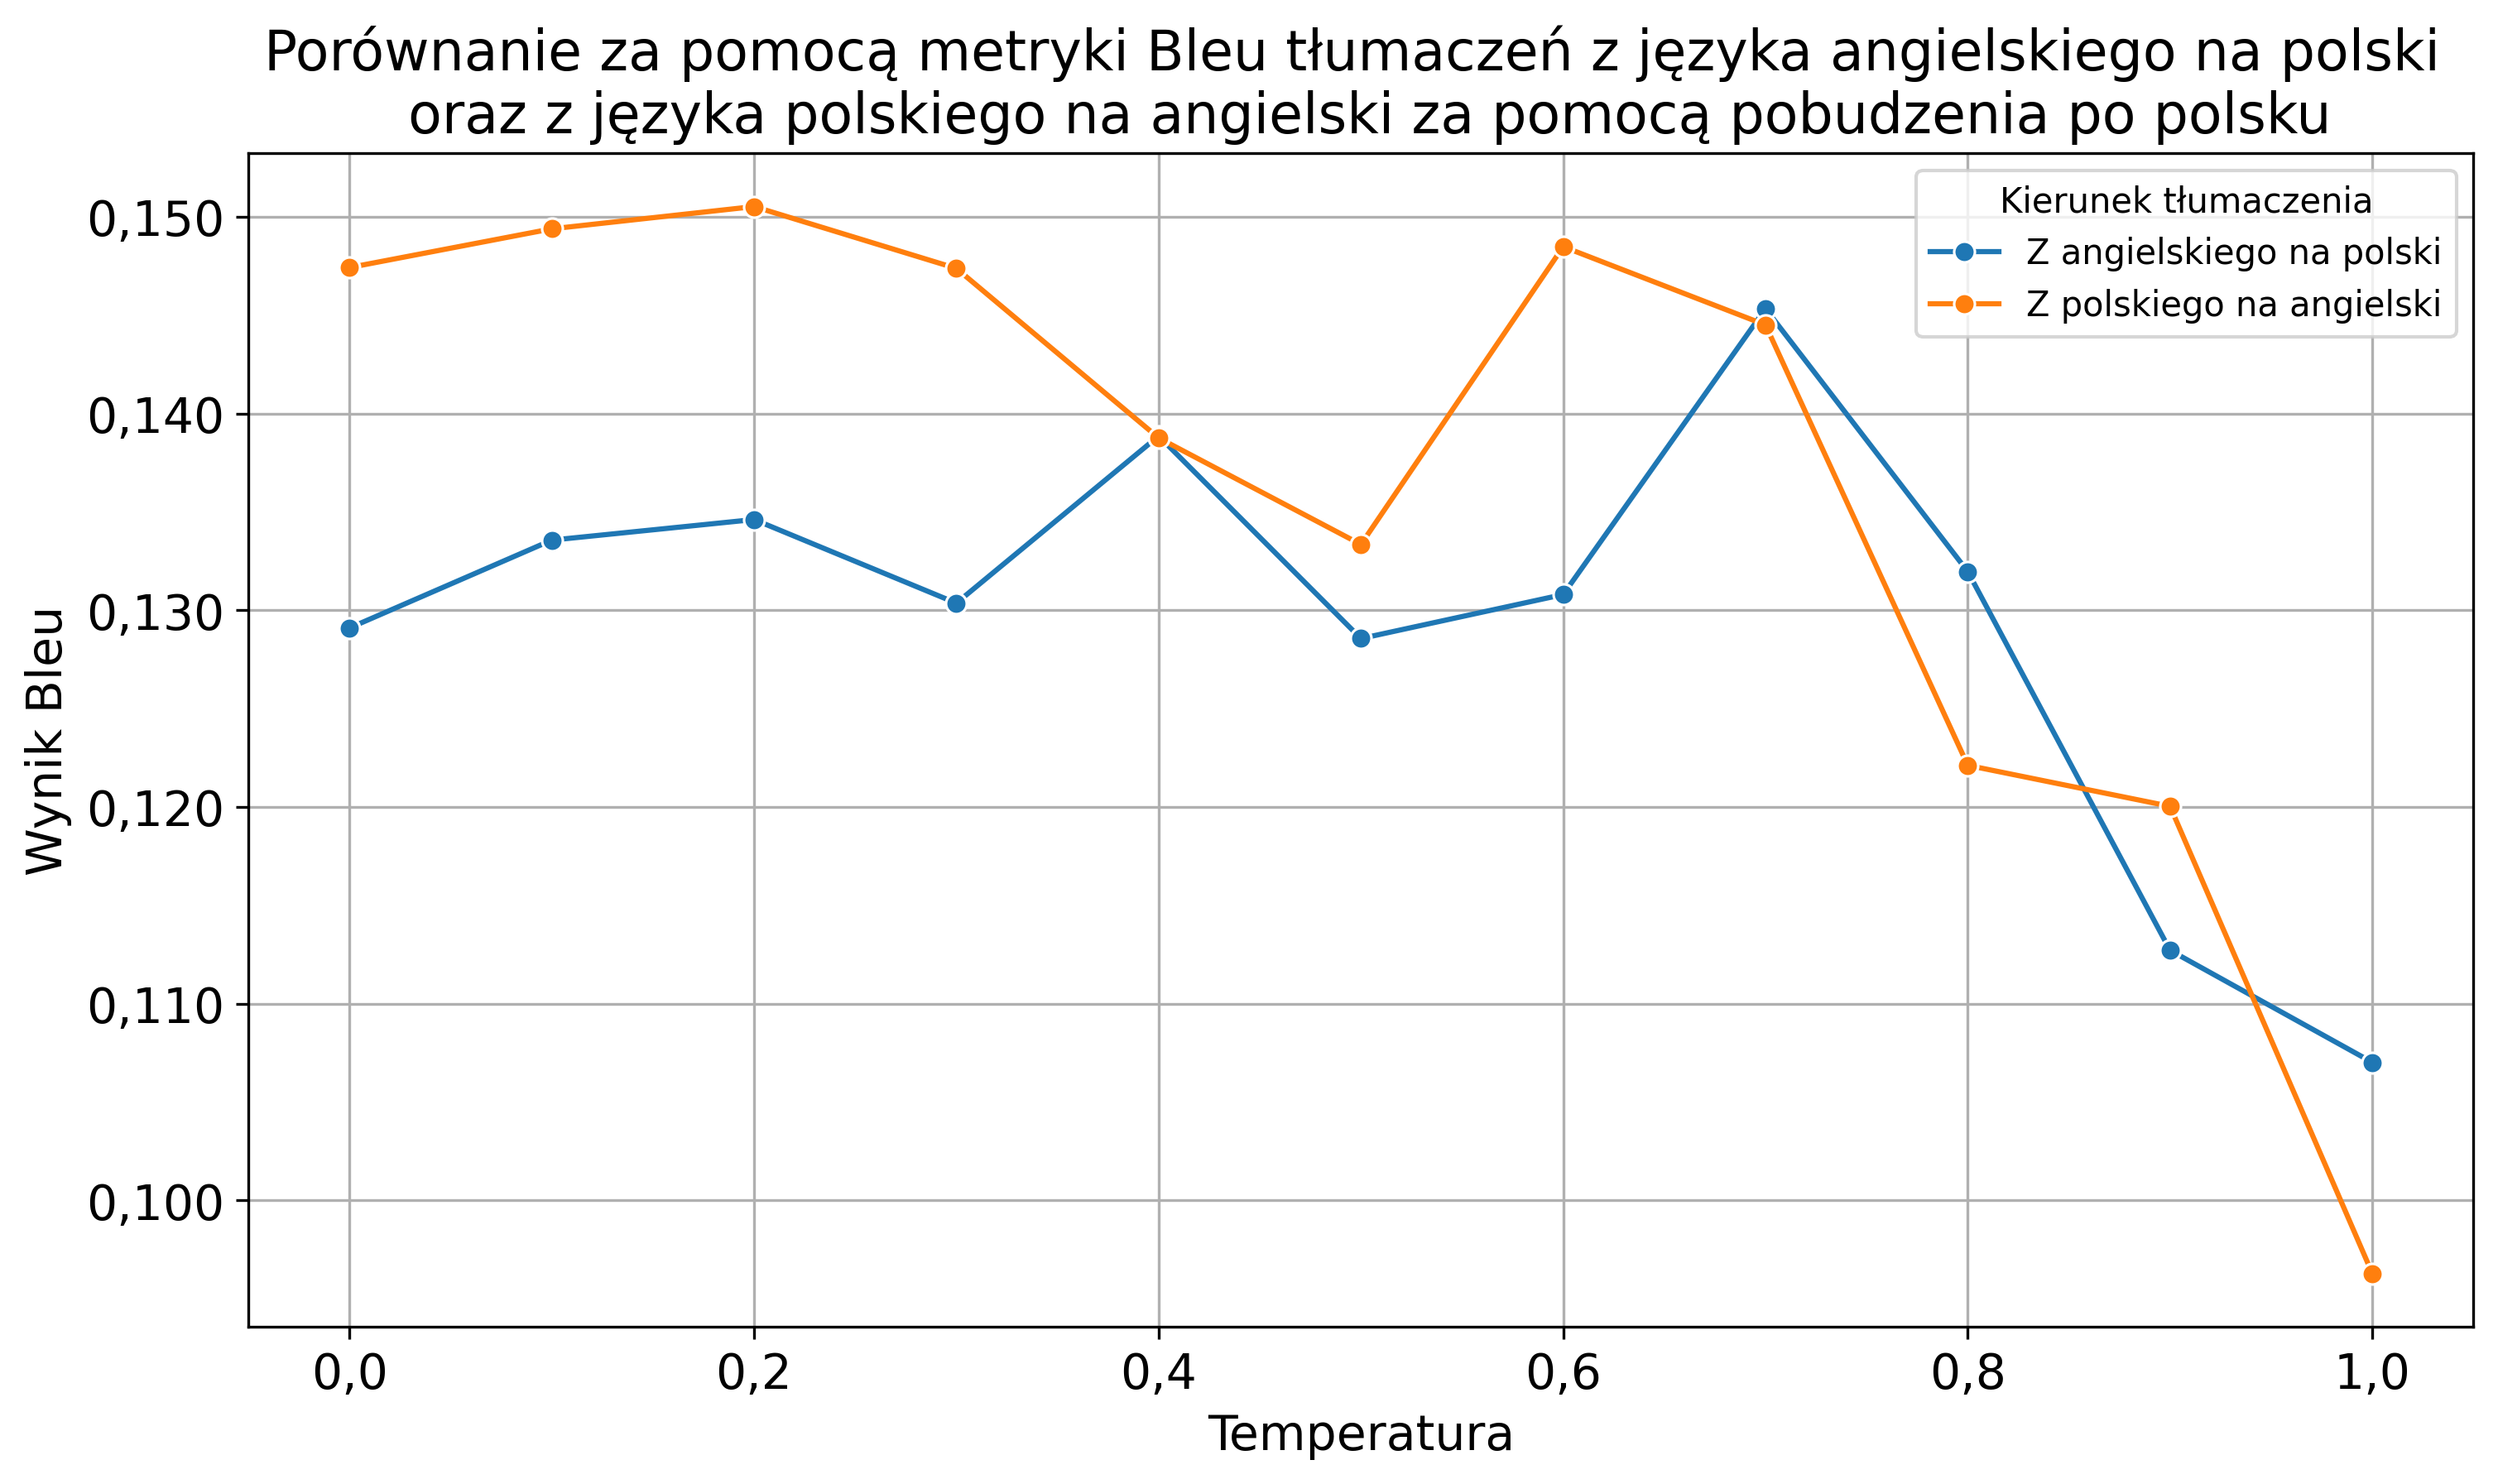 Porównanie za pomocą metryki Bleu tłumaczeń z języka angielskiego na polski
oraz z języka polskiego na angielski za pomocą pobudzenia po polsku
Kierunek tłumaczenia
Z angielskiego na polski
Z polskiego na angielski
Wynik Bleu
0,150
0,140
0,130
0,120
0,110
0,100
0,0 0,2 0,4 0,6 0,8 1,0
Temperatura